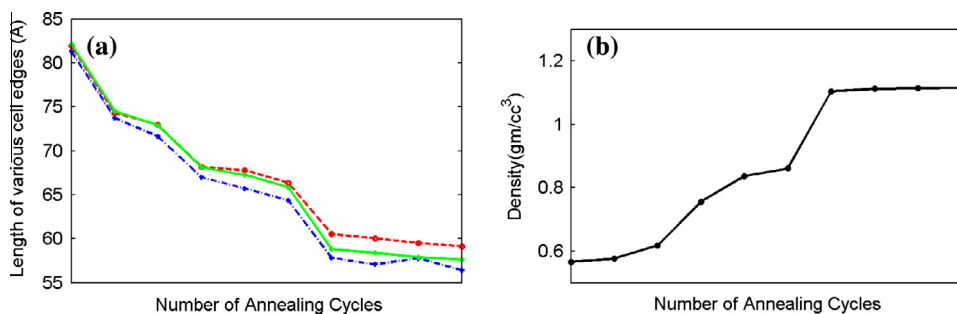 (a)
Length of various cell edges (A)
85
80
75
70
65
60
55
Number of Annealing Cycles
(b)
Density(gm/cc³)
1.2
1
0.8
0.6
Number of Annealing Cycles